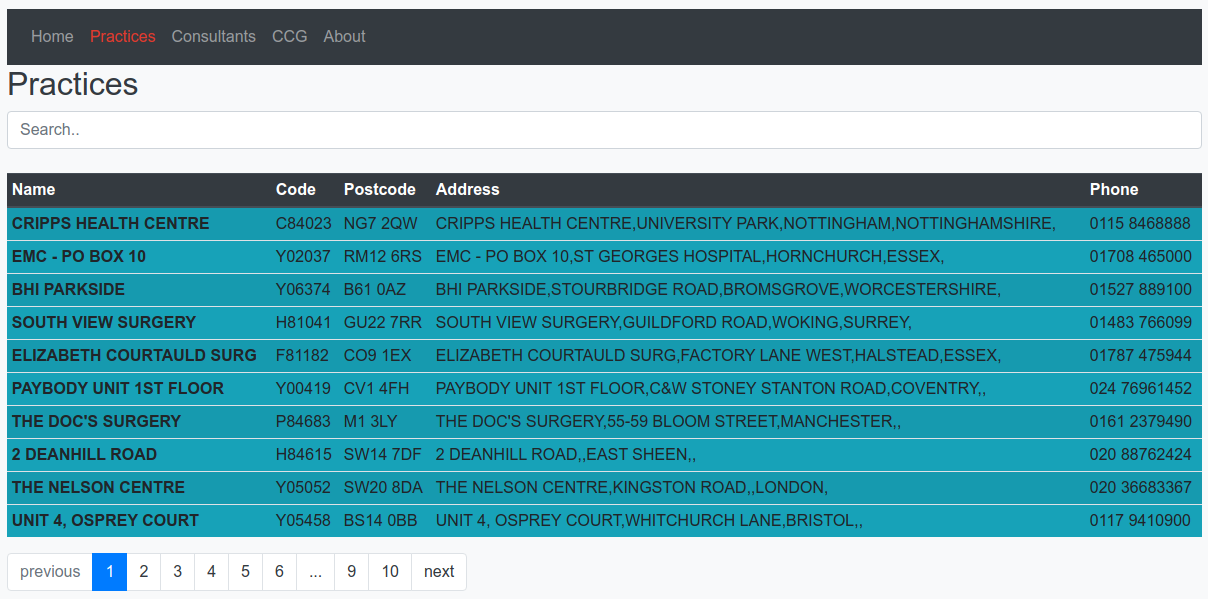 Home Practices Consultants CCG About
Practices
Search..
Name Code Postcode Address Phone
CRIPPS HEALTH CENTRE C84023 NG7 2QW CRIPPS HEALTH CENTRE,UNIVERSITY PARK,NOTTINGHAM,NOTTINGHAMSHIRE, 0115 8468888
EMC - PO BOX 10 Y02037 RM12 6RS EMC - PO BOX 10,ST GEORGES HOSPITAL,HORNCHURCH,ESSEX, 01708 465000
BHI PARKSIDE Y06374 B61 0AZ BHI PARKSIDE,STOURBRIDGE ROAD,BROMSGROVE,WORCESTERSHIRE, 01527 889100
SOUTH VIEW SURGERY H81041 GU22 7RR SOUTH VIEW SURGERY,GUILDFORD ROAD,WOKING,SURREY, 01483 766099
ELIZABETH COURTAULD SURG F81182 CO9 1EX ELIZABETH COURTAULD SURG,FACTORY LANE WEST,HALSTEAD,ESSEX, 01787 475944
PAYBODY UNIT 1ST FLOOR Y00419 CV1 4FH PAYBODY UNIT 1ST FLOOR,C&W STONEY STANTON ROAD,COVENTRY,, 024 76961452
THE DOC'S SURGERY P84683 M1 3LY THE DOC'S SURGERY,55-59 BLOOM STREET,MANCHESTER,, 0161 2379490
2 DEANHILL ROAD H84615 SW14 7DF 2 DEANHILL ROAD,,EAST SHEEN,, 020 88762424
THE NELSON CENTRE Y05052 SW20 8DA THE NELSON CENTRE,KINGSTON ROAD,,LONDON, 020 36683367
UNIT 4, OSPREY COURT Y05458 BS14 0BB UNIT 4, OSPREY COURT,WHITCHURCH LANE,BRISTOL,, 0117 9410900
previous 1 2 3 4 5 6 ... 9 10 next